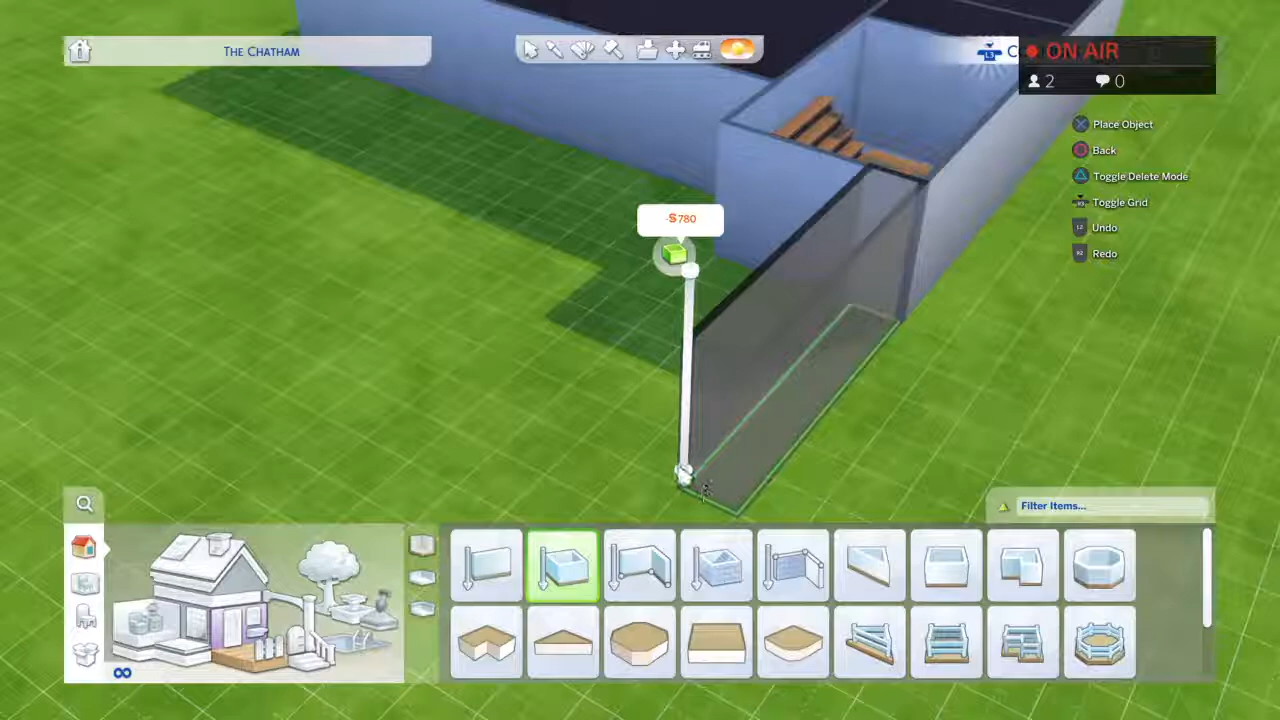 THE CHATHAM
L3
C
ON AIR
2
0
Place Object
Back
Toggle Delete Mode
Toggle Grid
Undo
Redo
-§780
Filter Items...
∞